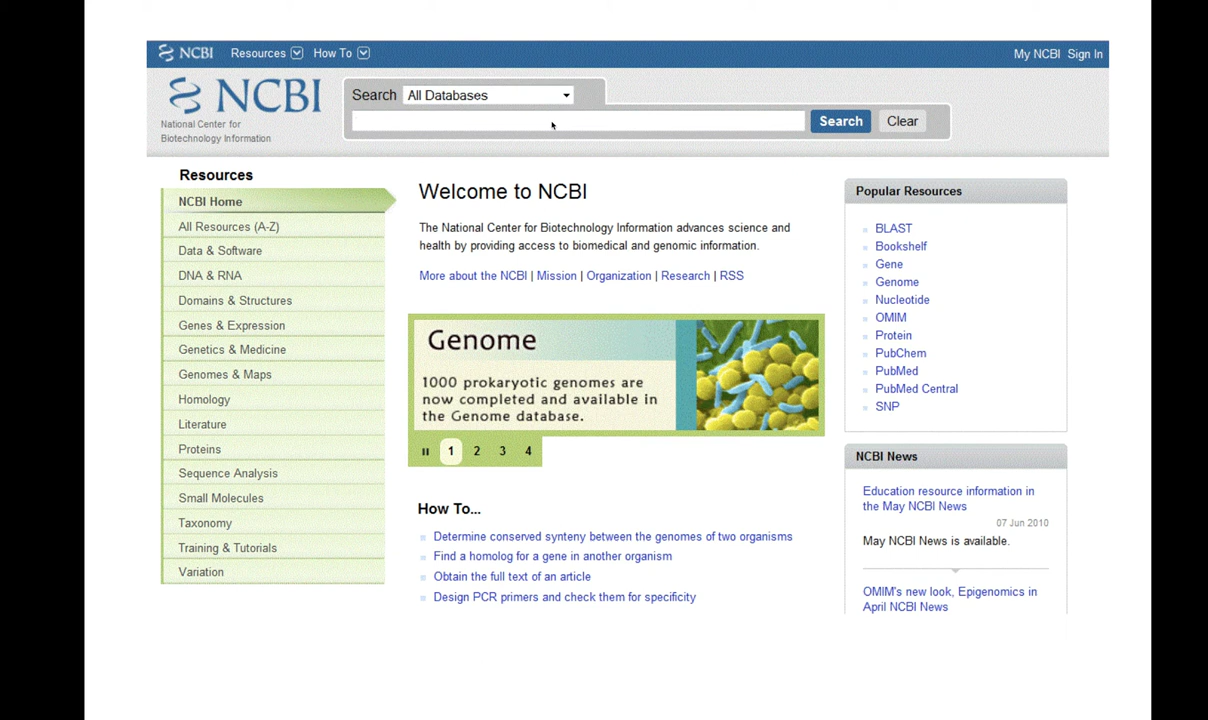 NCBI Resources How To
My NCBI Sign In
NCBI
National Center for
Biotechnology Information
Search All Databases
Search Clear
Resources
NCBI Home
All Resources (A-Z)
Data & Software
DNA & RNA
Domains & Structures
Genes & Expression
Genetics & Medicine
Genomes & Maps
Homology
Literature
Proteins
Sequence Analysis
Small Molecules
Taxonomy
Training & Tutorials
Variation
Welcome to NCBI
The National Center for Biotechnology Information advances science and
health by providing access to biomedical and genomic information.
More about the NCBI | Mission | Organization | Research | RSS
Genome
1000 prokaryotic genomes are
now completed and available in
the Genome database.
1 2 3 4
How To...
Determine conserved synteny between the genomes of two organisms
Find a homolog for a gene in another organism
Obtain the full text of an article
Design PCR primers and check them for specificity
Popular Resources
BLAST
Bookshelf
Gene
Genome
Nucleotide
OMIM
Protein
PubChem
PubMed
PubMed Central
SNP
NCBI News
Education resource information in
the May NCBI News
07 Jun 2010
May NCBI News is available.
OMIM's new look, Epigenomics in
April NCBI News